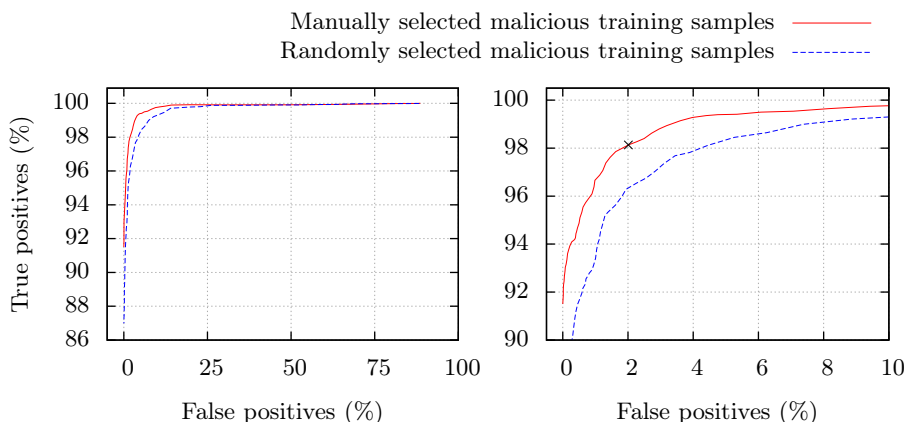 Manually selected malicious training samples
Randomly selected malicious training samples
True positives (%)
100
98
96
94
92
90
88
86
0 25 50 75 100
False positives (%)
100
98
96
94
92
90
0 2 4 6 8 10
False positives (%)